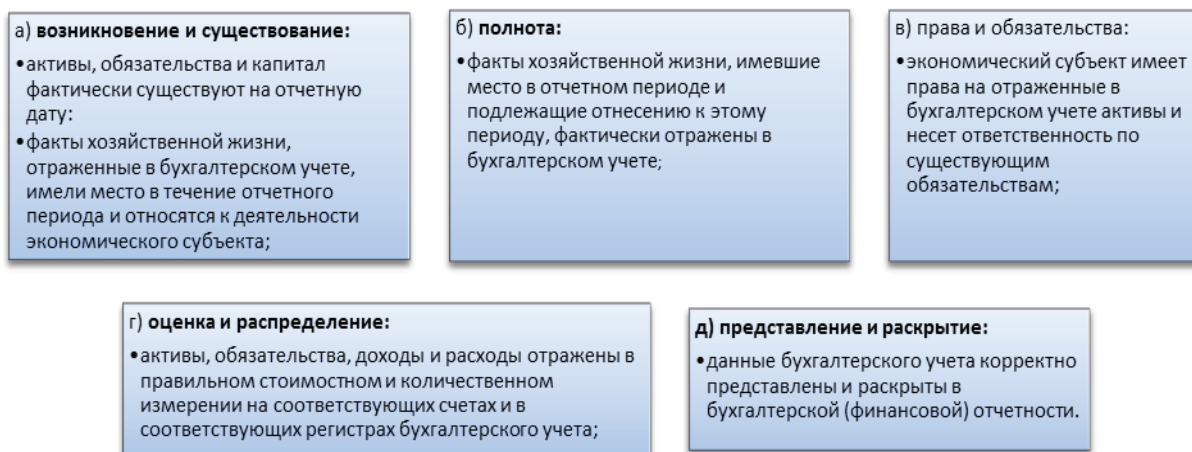 а) возникновение и существование:
•активы, обязательства и капитал
фактически существуют на отчетную
дату:
•факты хозяйственной жизни,
отраженные в бухгалтерском учете,
имели место в течение отчетного
периода и относятся к деятельности
экономического субъекта;
б) полнота:
•факты хозяйственной жизни, имевшие
место в отчетном периоде и
подлежащие отнесению к этому
периоду, фактически отражены в
бухгалтерском учете;
в) права и обязательства:
•экономический субъект имеет
права на отраженные в
бухгалтерском учете активы и
несет ответственность по
существующим
обязательствам;
г) оценка и распределение:
•активы, обязательства, доходы и расходы отражены в
правильном стоимостном и количественном
измерении на соответствующих счетах и в
соответствующих регистрах бухгалтерского учета;
д) представление и раскрытие:
•данные бухгалтерского учета корректно
представлены и раскрыты в
бухгалтерской (финансовой) отчетности.